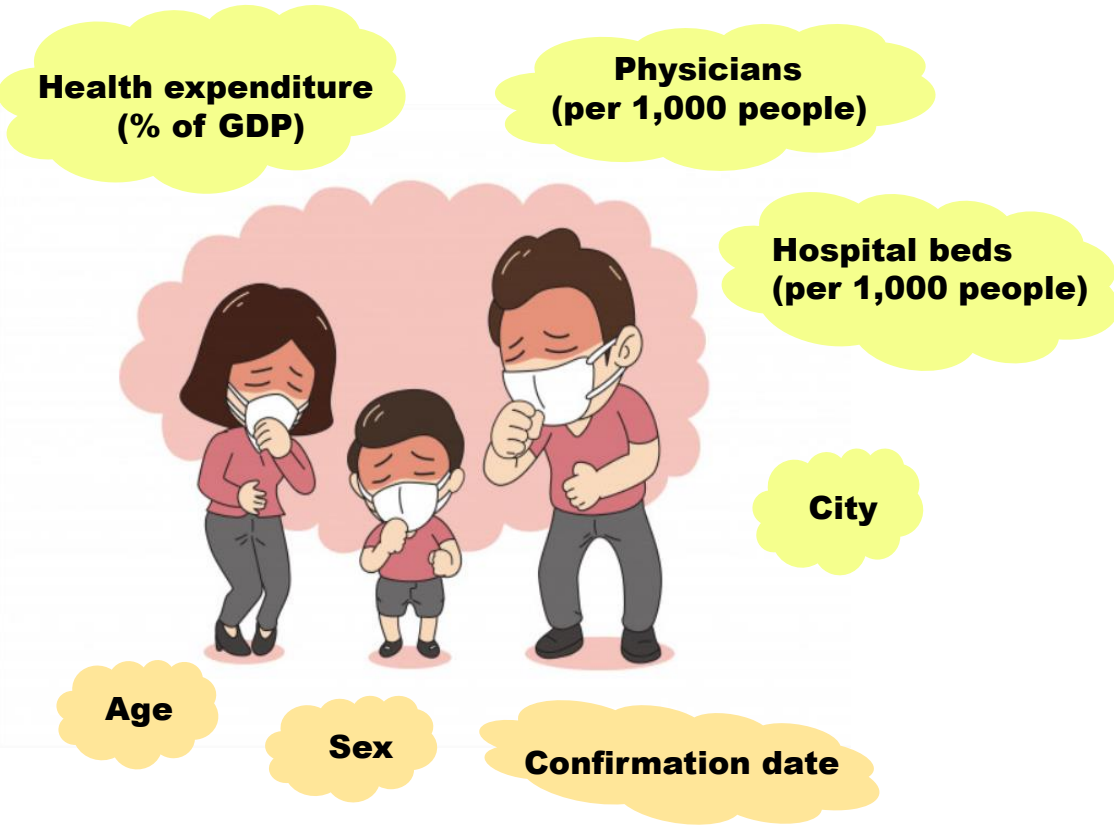 Health expenditure
(% of GDP)
Physicians
(per 1,000 people)
Hospital beds
(per 1,000 people)
City
Age
Sex
Confirmation date